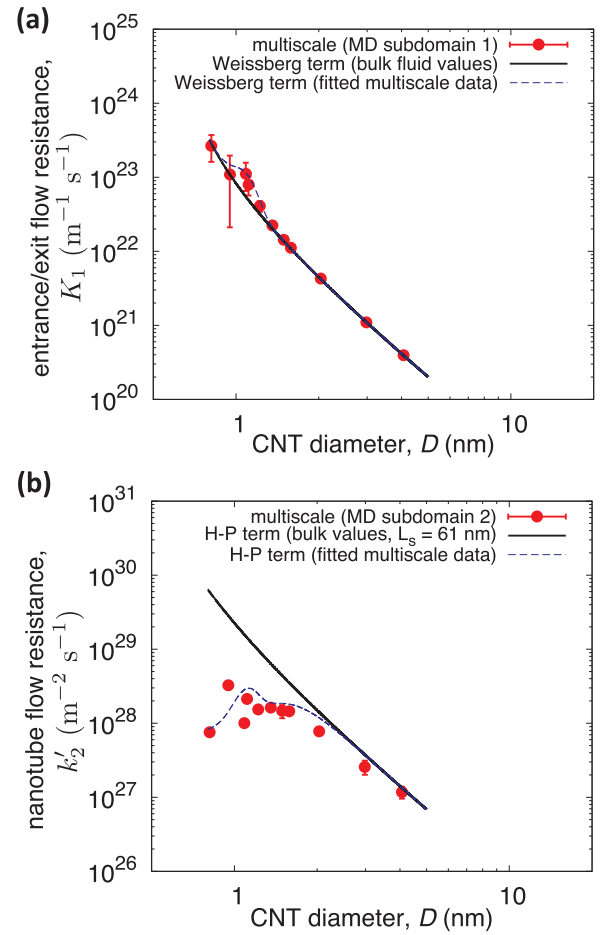 (a)
10^25
10^24
10^23
10^22
10^21
10^20
entrance/exit flow resistance,
K_1 (m^−1 s^−1)
multiscale (MD subdomain 1)
Weissberg term (bulk fluid values)
Weissberg term (fitted multiscale data)
1
10
CNT diameter, D (nm)
(b)
10^31
10^30
10^29
10^28
10^27
10^26
nanotube flow resistance,
k′_2 (m^−2 s^−1)
multiscale (MD subdomain 2)
H-P term (bulk values, L_s = 61 nm)
H-P term (fitted multiscale data)
1
10
CNT diameter, D (nm)